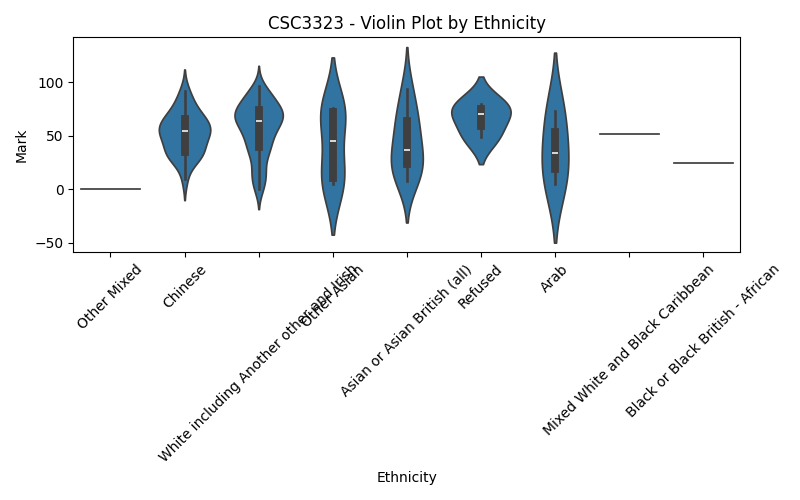 CSC3323 - Violin Plot by Ethnicity
Mark
100
50
0
−50
Other Mixed
Chinese
White including Another other and Irish
Other Asian
Asian or Asian British (all)
Refused
Arab
Mixed White and Black Caribbean
Black or Black British - African
Ethnicity